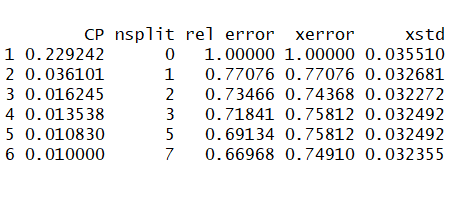 CP nsplit rel error xerror xstd
1 0.229242 0 1.00000 1.00000 0.035510
2 0.036101 1 0.77076 0.77076 0.032681
3 0.016245 2 0.73466 0.74368 0.032272
4 0.013538 3 0.71841 0.75812 0.032492
5 0.010830 5 0.69134 0.75812 0.032492
6 0.010000 7 0.66968 0.74910 0.032355